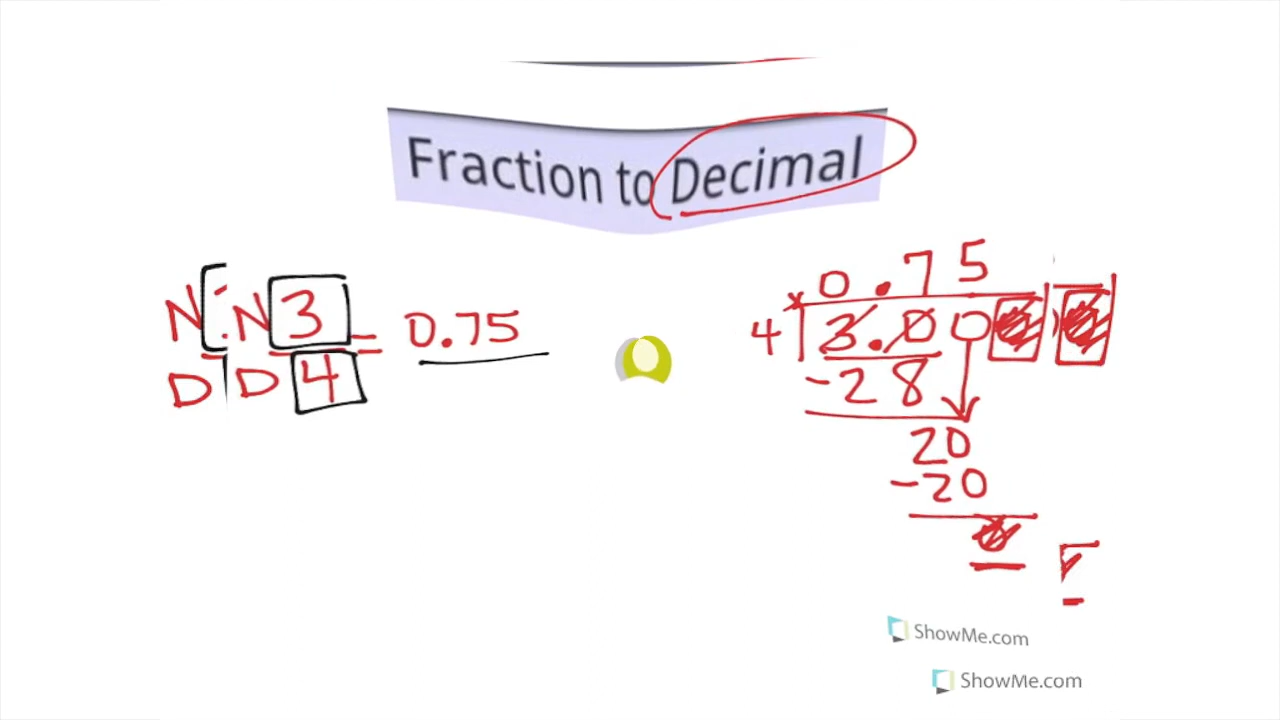 Fraction to Decimal
N N 3 = 0.75
D D 4
0.75
4 3.00
-28
20
-20
0
ShowMe.com
ShowMe.com